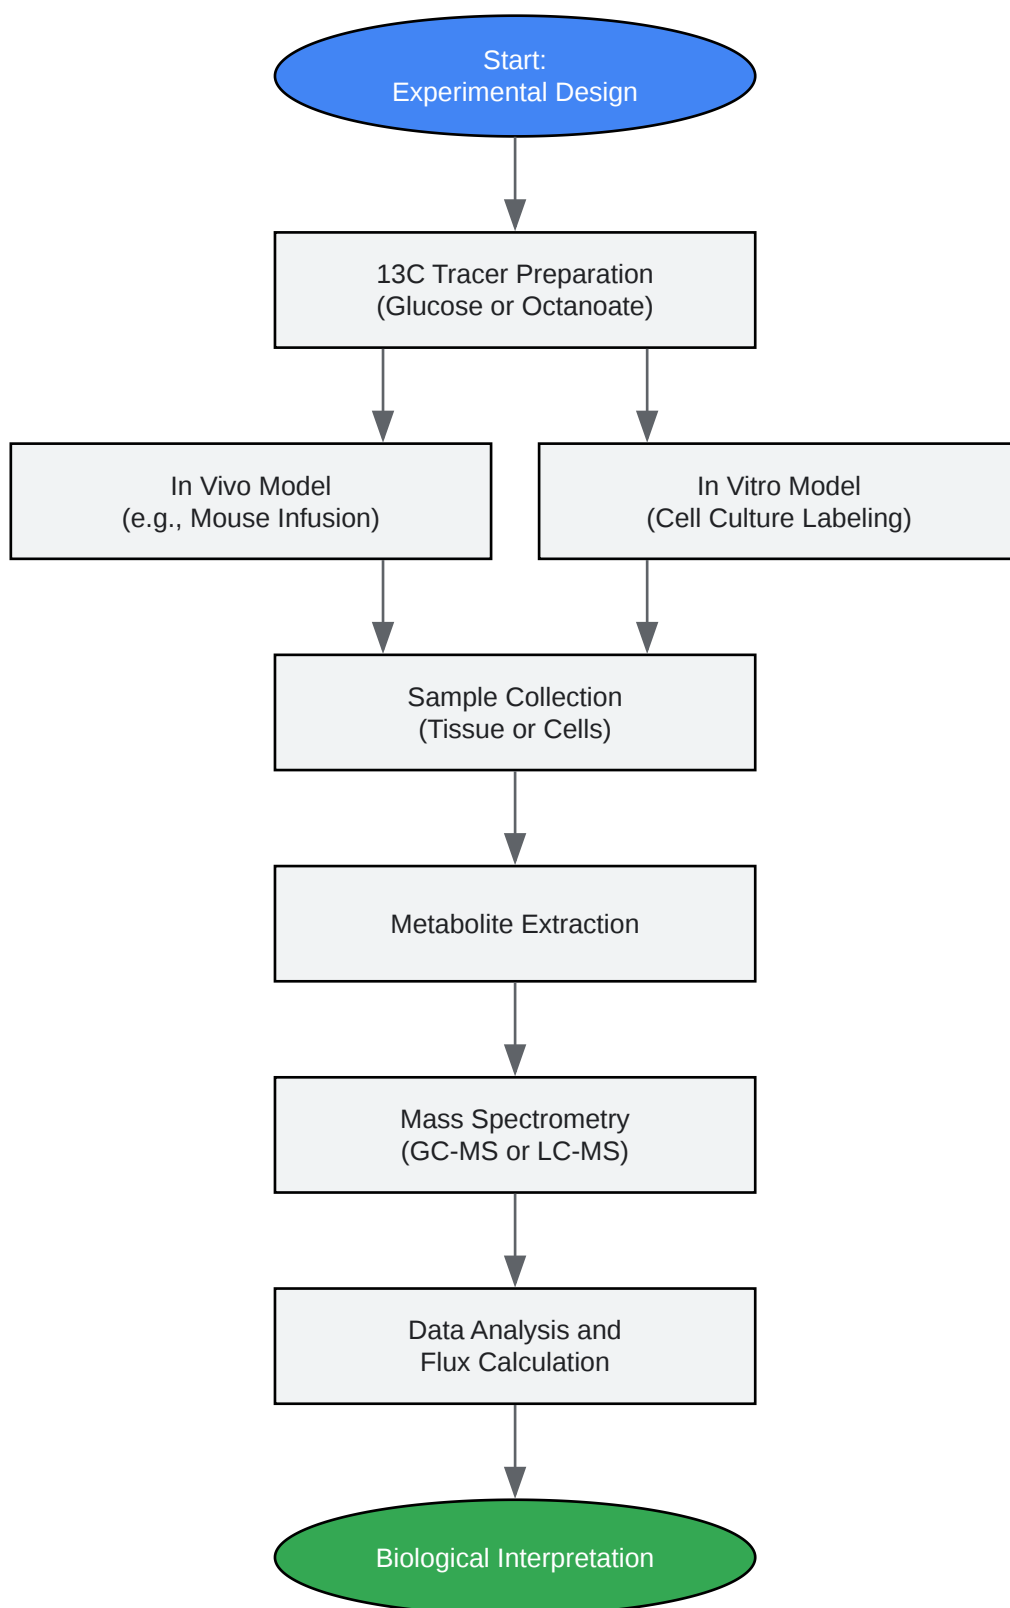 Start:
Experimental Design
13C Tracer Preparation
(Glucose or Octanoate)
In Vivo Model
(e.g., Mouse Infusion)
In Vitro Model
(Cell Culture Labeling)
Sample Collection
(Tissue or Cells)
Metabolite Extraction
Mass Spectrometry
(GC-MS or LC-MS)
Data Analysis and
Flux Calculation
Biological Interpretation